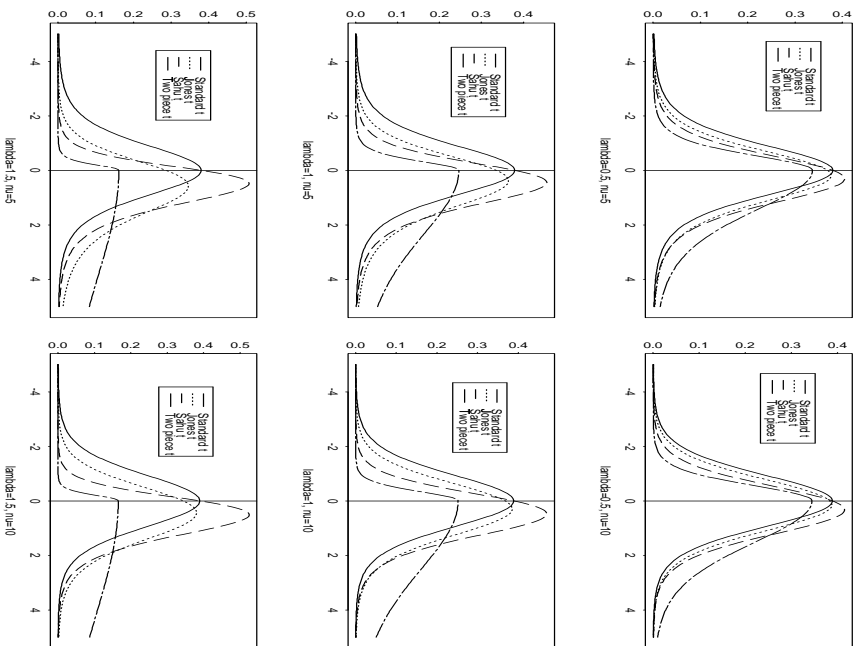 0.0 0.1 0.2 0.3 0.4
Standard t
Jones t
Sahu t
Two piece t
-4 -2 0 2 4
lambda=0.5, nu=5
0.0 0.1 0.2 0.3 0.4
Standard t
Jones t
Sahu t
Two piece t
-4 -2 0 2 4
lambda=0.5, nu=10
0.0 0.1 0.2 0.3 0.4
Standard t
Jones t
Sahu t
Two piece t
-4 -2 0 2 4
lambda=1, nu=5
0.0 0.1 0.2 0.3 0.4
Standard t
Jones t
Sahu t
Two piece t
-4 -2 0 2 4
lambda=1, nu=10
0.0 0.1 0.2 0.3 0.4 0.5
Standard t
Jones t
Sahu t
Two piece t
-4 -2 0 2 4
lambda=1.5, nu=5
0.0 0.1 0.2 0.3 0.4 0.5
Standard t
Jones t
Sahu t
Two piece t
-4 -2 0 2 4
lambda=1.5, nu=10